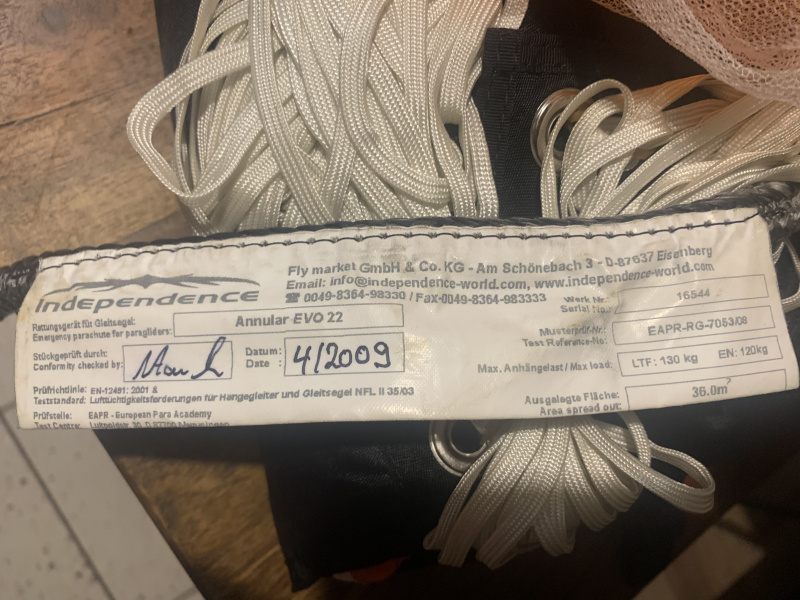 independence
Fly market GmbH & Co. KG - Am Schönebach 3 - D-87637 Eisenberg
Email: info@independence-world.com, www.independence-world.com
☎ 0049-8364-98330 / Fax-0049-8364-983333
Werk Nr.:
Serial No.:
16544
Rettungsgerät für Gleitsegel:
Emergency parachute for paragliders:
Annular EVO 22
Musterprüf-Nr.:
Test Reference-No.:
EAPR-RG-7053/08
Stückgeprüft durch:
Conformity checked by:
Datum:
Date :
4/2009
Max. Anhängelast / Max load:
LTF: 130 kg EN: 120kg
Prüfrichtlinie: EN-12491: 2001 &
Teststandard: Lufttüchtigkeitsforderungen für Hängegleiter und Gleitsegel NFL II 35/03
Ausgelegte Fläche:
Area spread out:
36.0m²
Prüfstelle: EAPR - European Para Academy
Test Centre: